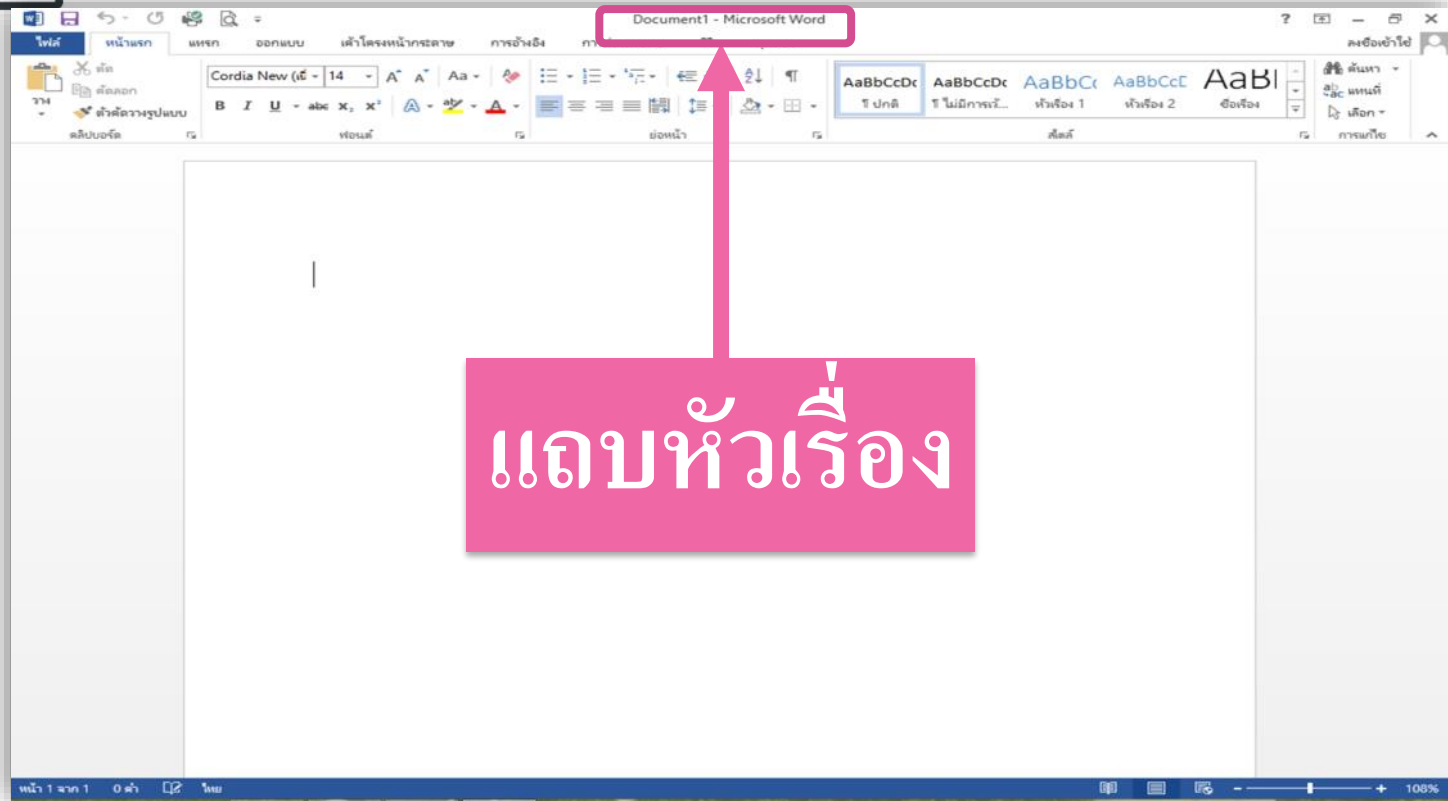 Document1 - Microsoft Word
ไฟล์ หน้าแรก แทรก ออกแบบ เค้าโครงหน้ากระดาษ การอ้างอิง ลงชื่อเข้าใช้
ตัด
คัดลอก
วาง
ตัวคัดวางรูปแบบ
คลิปบอร์ด
Cordia New (เนื้ 14
ฟอนต์
ย่อหน้า
AaBbCcDc AaBbCcDc AaBbCc AaBbCcD AaBl
ปกติ ไม่มีการเว้... หัวเรื่อง 1 หัวเรื่อง 2 ชื่อเรื่อง
สไตล์
ค้นหา
แทนที่
เลือก
การแก้ไข
แถบหัวเรื่อง
หน้า 1 จาก 1 0 คำ ไทย 108%